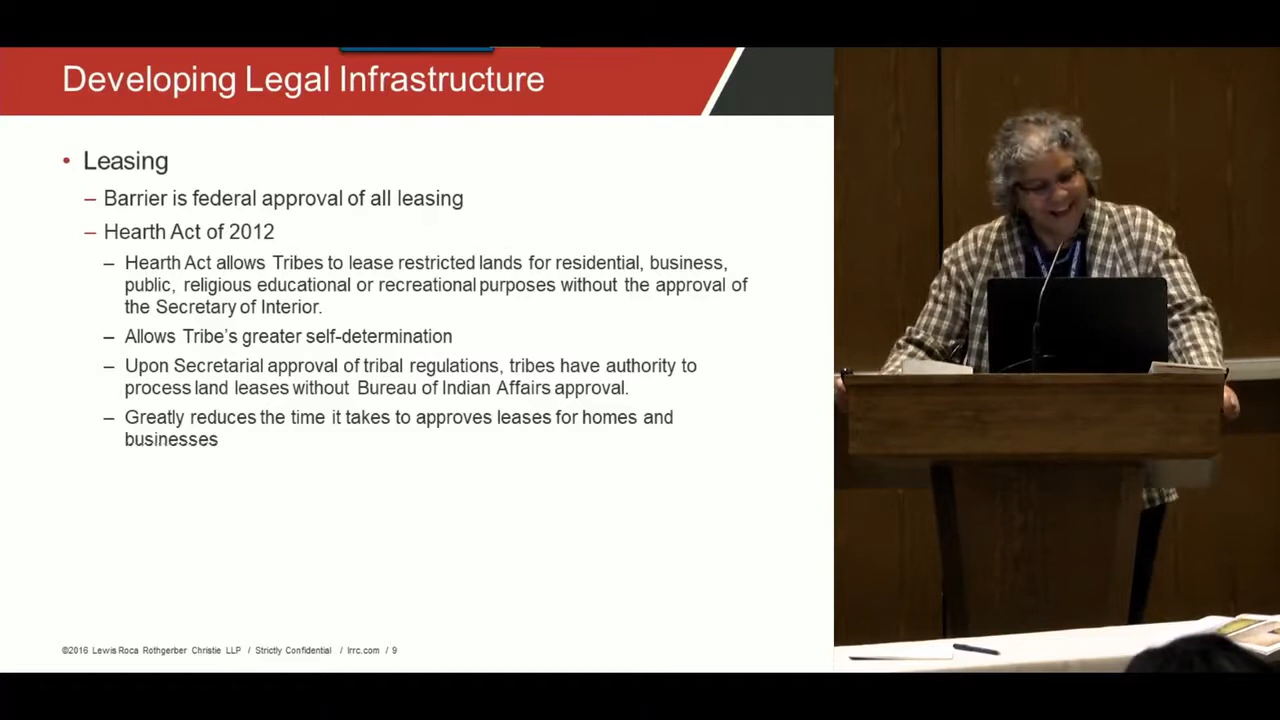 Developing Legal Infrastructure
• Leasing
– Barrier is federal approval of all leasing
– Hearth Act of 2012
– Hearth Act allows Tribes to lease restricted lands for residential, business,
public, religious educational or recreational purposes without the approval of
the Secretary of Interior.
– Allows Tribe's greater self-determination
– Upon Secretarial approval of tribal regulations, tribes have authority to
process land leases without Bureau of Indian Affairs approval.
– Greatly reduces the time it takes to approves leases for homes and
businesses
©2016 Lewis Roca Rothgerber Christie LLP / Strictly Confidential / lrrc.com / 9